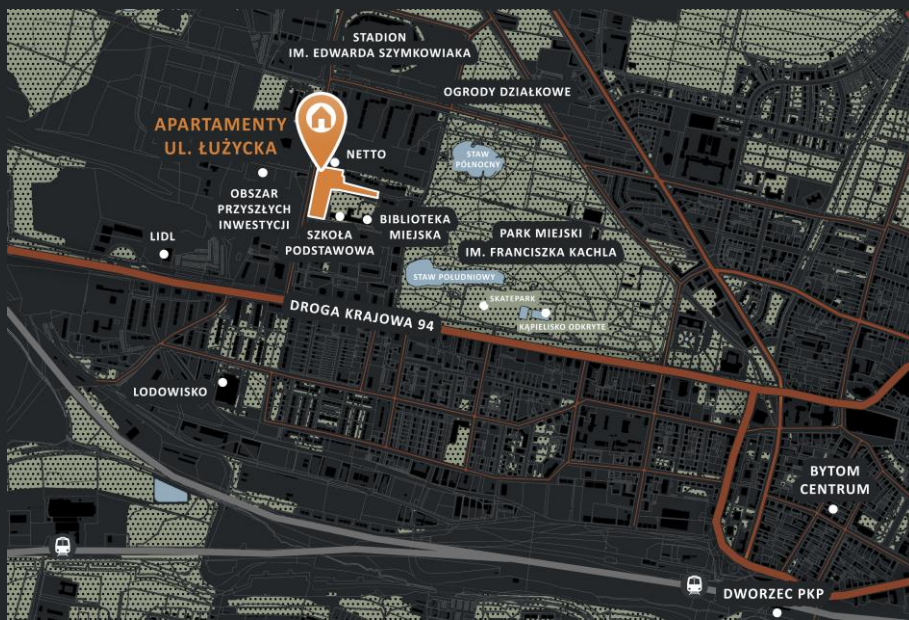 STADION
IM. EDWARDA SZYMKOWIAKA
OGRODY DZIAŁKOWE
APARTAMENTY
UL. ŁUŻYCKA
NETTO
STAW
PÓŁNOCNY
OBSZAR
PRZYSZŁYCH
INWESTYCJI
SZKOŁA
PODSTAWOWA
BIBLIOTEKA
MIEJSKA
PARK MIEJSKI
IM. FRANCISZKA KACHLA
LIDL
STAW POŁUDNIOWY
SKATEPARK
KĄPIELISKO ODKRYTE
DROGA KRAJOWA 94
LODOWISKO
BYTOM
CENTRUM
DWORZEC PKP